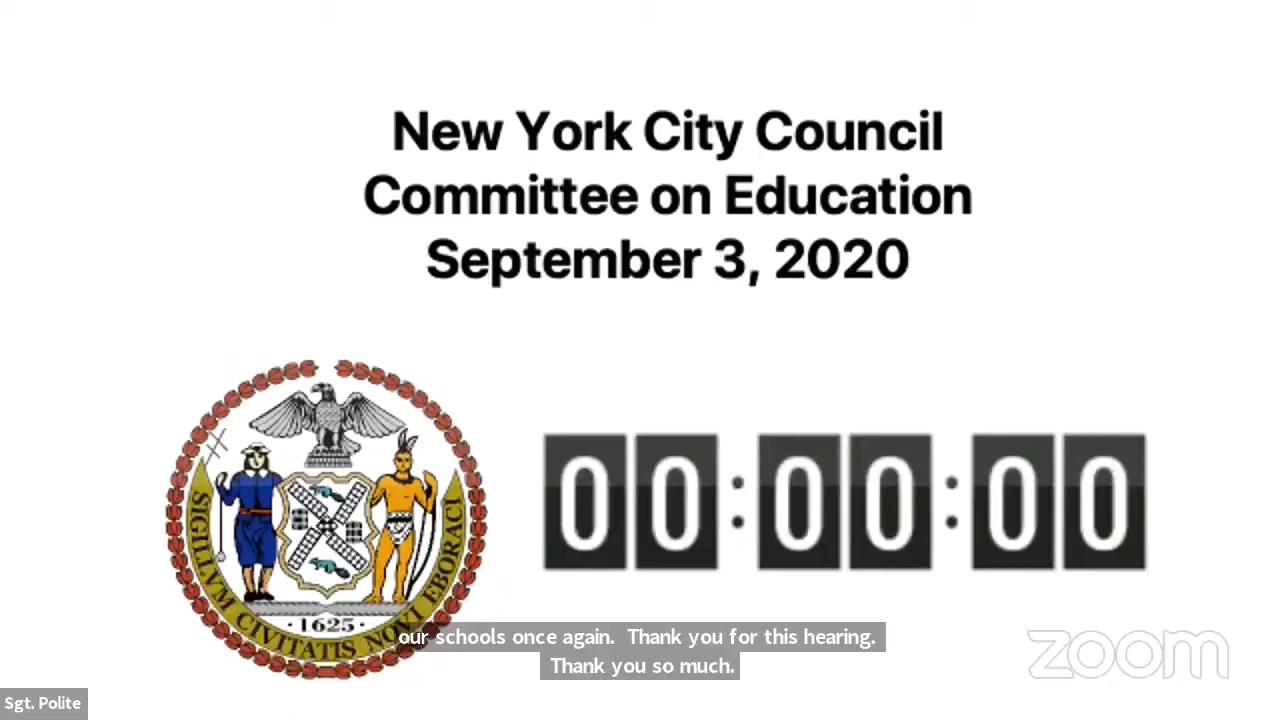 New York City Council
Committee on Education
September 3, 2020
00:00:00
SIGILLVM CIVITATIS NOVI EBORACI
· 1625 ·
our schools once again.  Thank you for this hearing.
Thank you so much.
zoom
Sgt. Polite